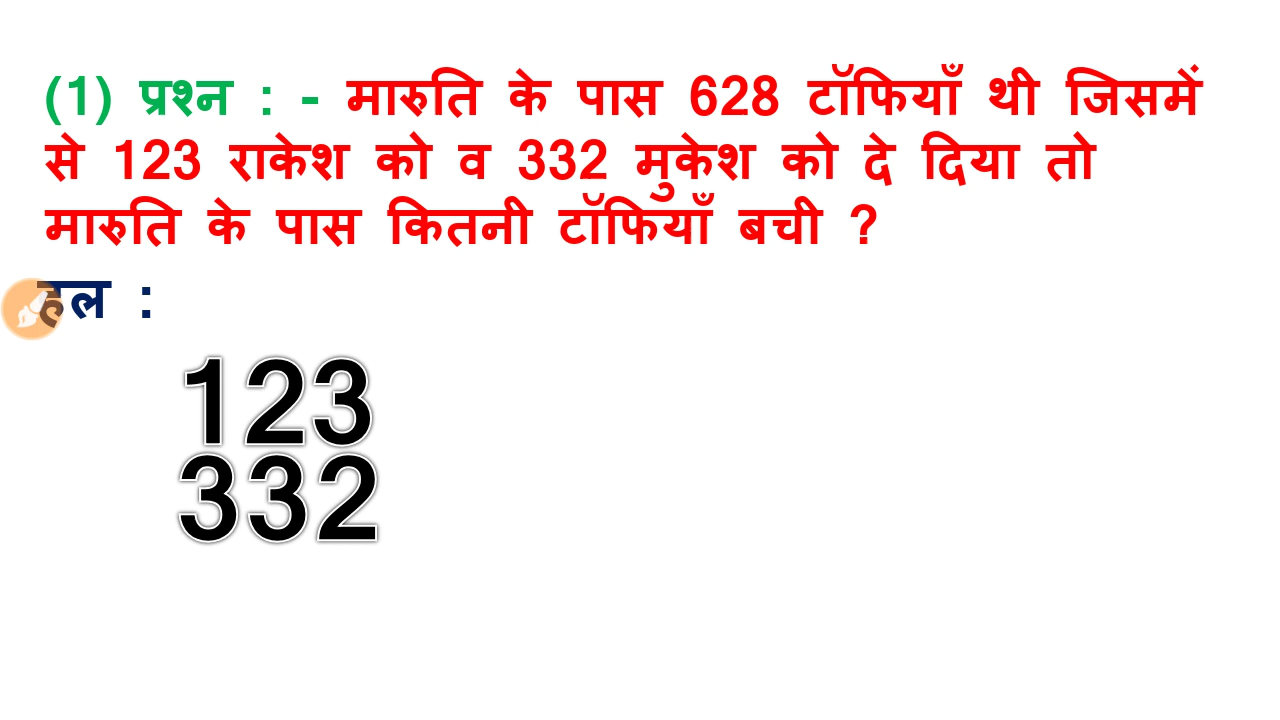 (1) प्रश्न : - मारुति के पास 628 टॉफियाँ थी जिसमें
से 123 राकेश को व 332 मुकेश को दे दिया तो
मारुति के पास कितनी टॉफियाँ बची ?
हल :
123
332